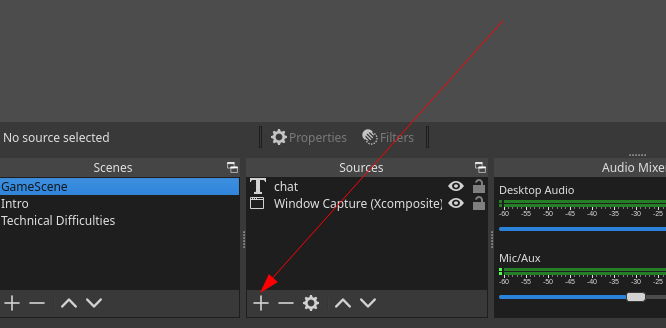 No source selected
Properties
Filters
Scenes
Sources
Audio Mixe
GameScene
Intro
Technical Difficulties
chat
Window Capture (Xcomposite)
Desktop Audio
-60 -55 -50 -45 -40 -35 -30 -25
Mic/Aux
-60 -55 -50 -45 -40 -35 -30 -25